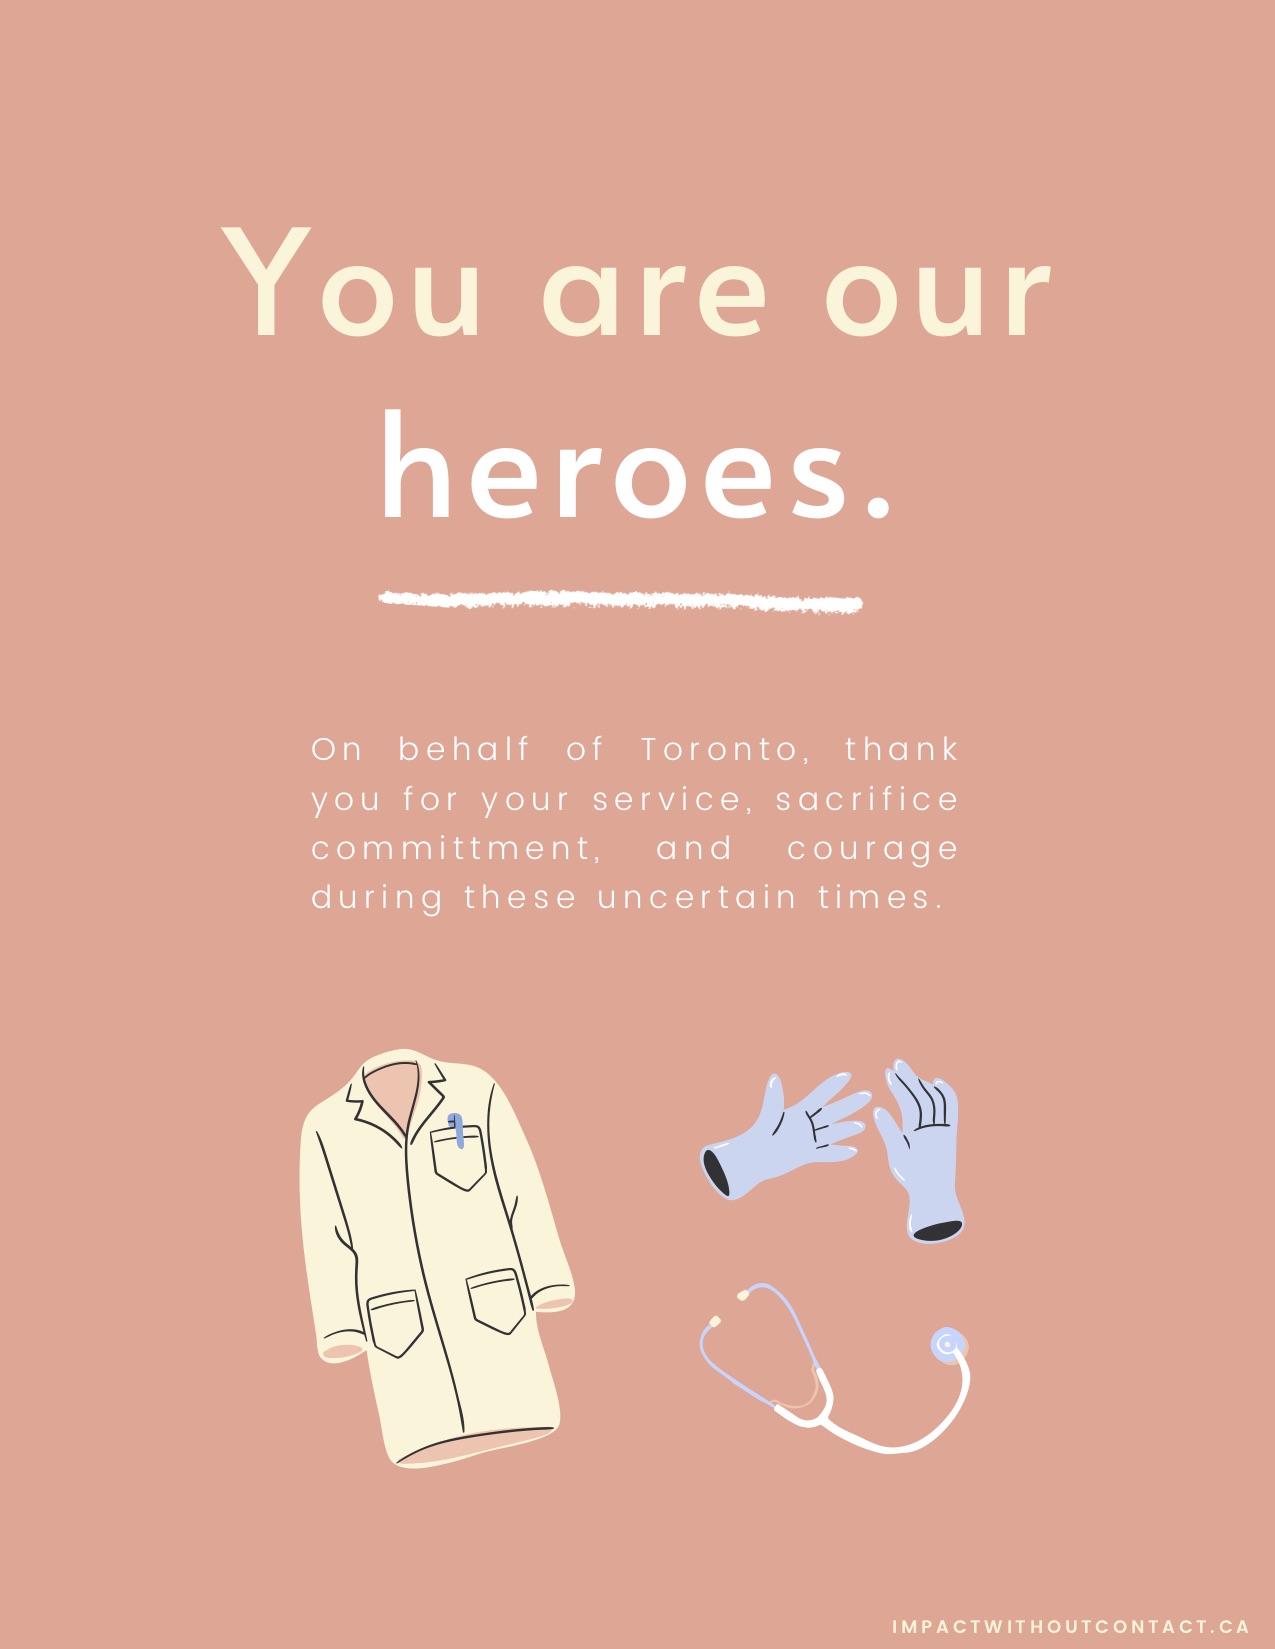 You are our
heroes.
On behalf of Toronto, thank
you for your service, sacrifice
committment, and courage
during these uncertain times.
IMPACTWITHOUTCONTACT.CA